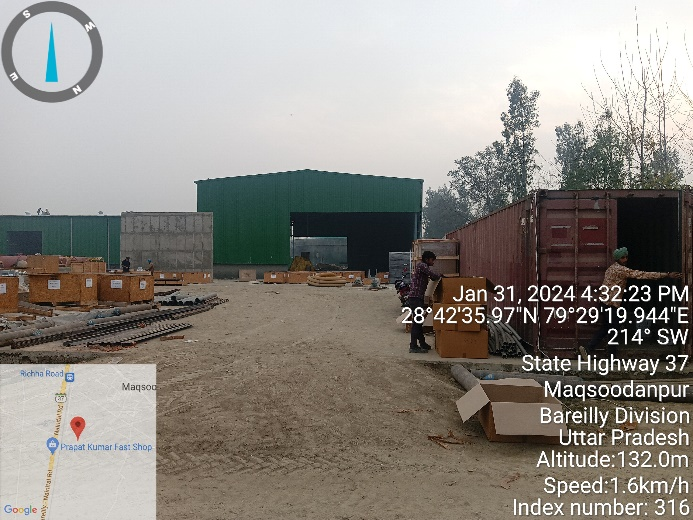 S
W
E
N
Jan 31, 2024 4:32:23 PM
28°42'35.97"N 79°29'19.944"E
214° SW
State Highway 37
Maqsoodanpur
Bareilly Division
Uttar Pradesh
Altitude:132.0m
Speed:1.6km/h
Index number: 316
Richha Road
Maqsoo
37
Prapat Kumar Fast Shop
Google